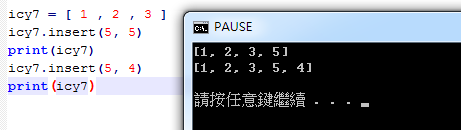 icy7 = [ 1 , 2 , 3 ]
icy7.insert(5, 5)
print(icy7)
icy7.insert(5, 4)
print(icy7)
C:\. PAUSE
[1, 2, 3, 5]
[1, 2, 3, 5, 4]
請按任意鍵繼續 . . .